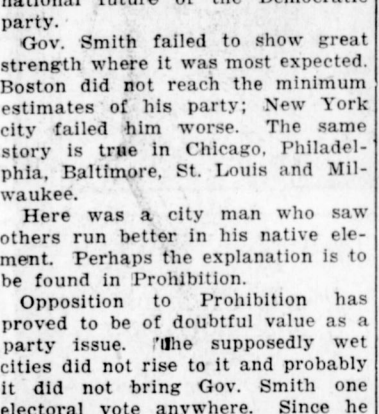 national future of the Democratic
party.
Gov. Smith failed to show great
strength where it was most expected.
Boston did not reach the minimum
estimates of his party; New York
city failed him worse. The same
story is true in Chicago, Philadel-
phia, Baltimore, St. Louis and Mil-
waukee.
Here was a city man who saw
others run better in his native ele-
ment. Perhaps the explanation is to
be found in Prohibition.
Opposition to Prohibition has
proved to be of doubtful value as a
party issue. The supposedly wet
cities did not rise to it and probably
it did not bring Gov. Smith one
electoral vote anywhere. Since he